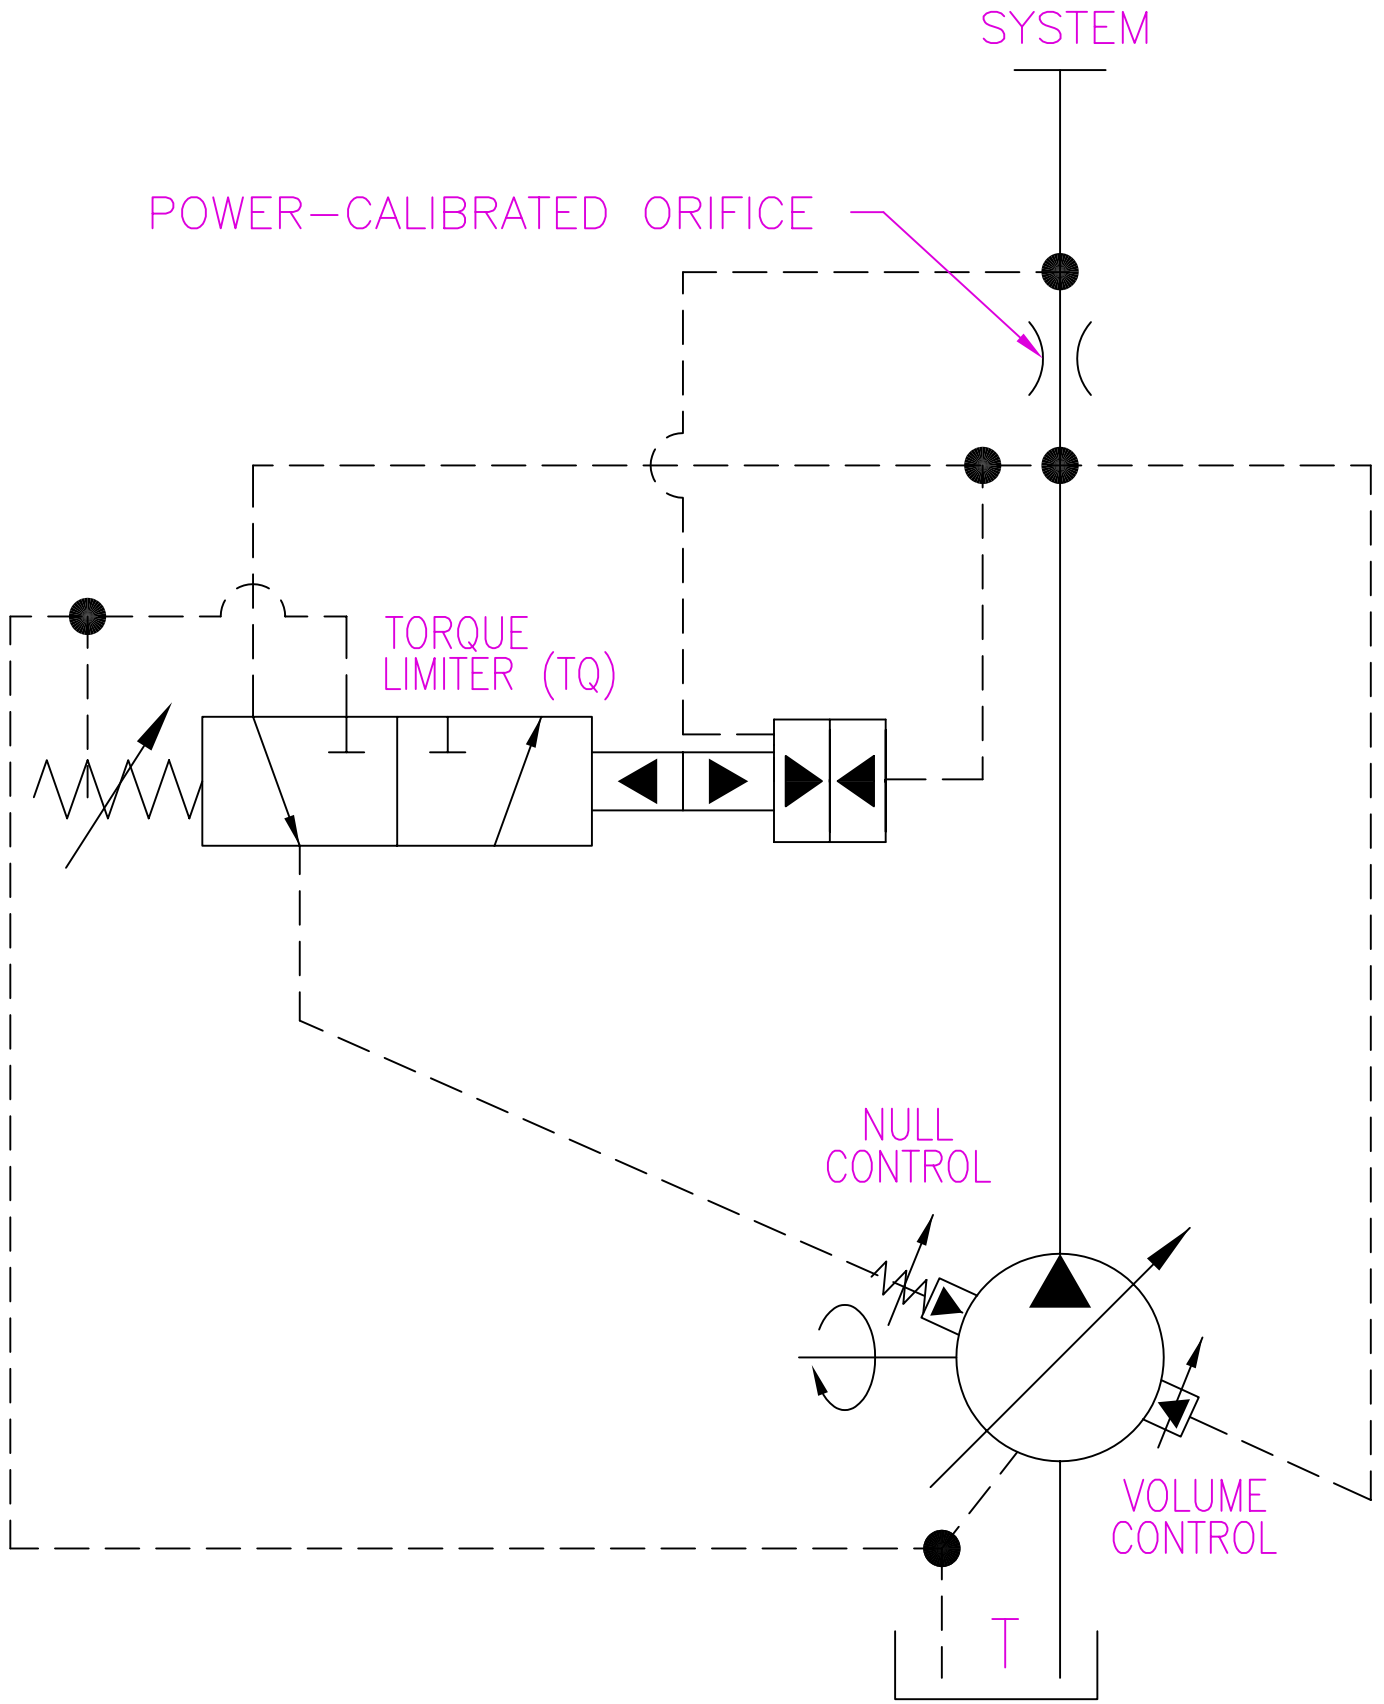 SYSTEM
POWER-CALIBRATED ORIFICE
TORQUE
LIMITER (TQ)
NULL
CONTROL
VOLUME
CONTROL
T